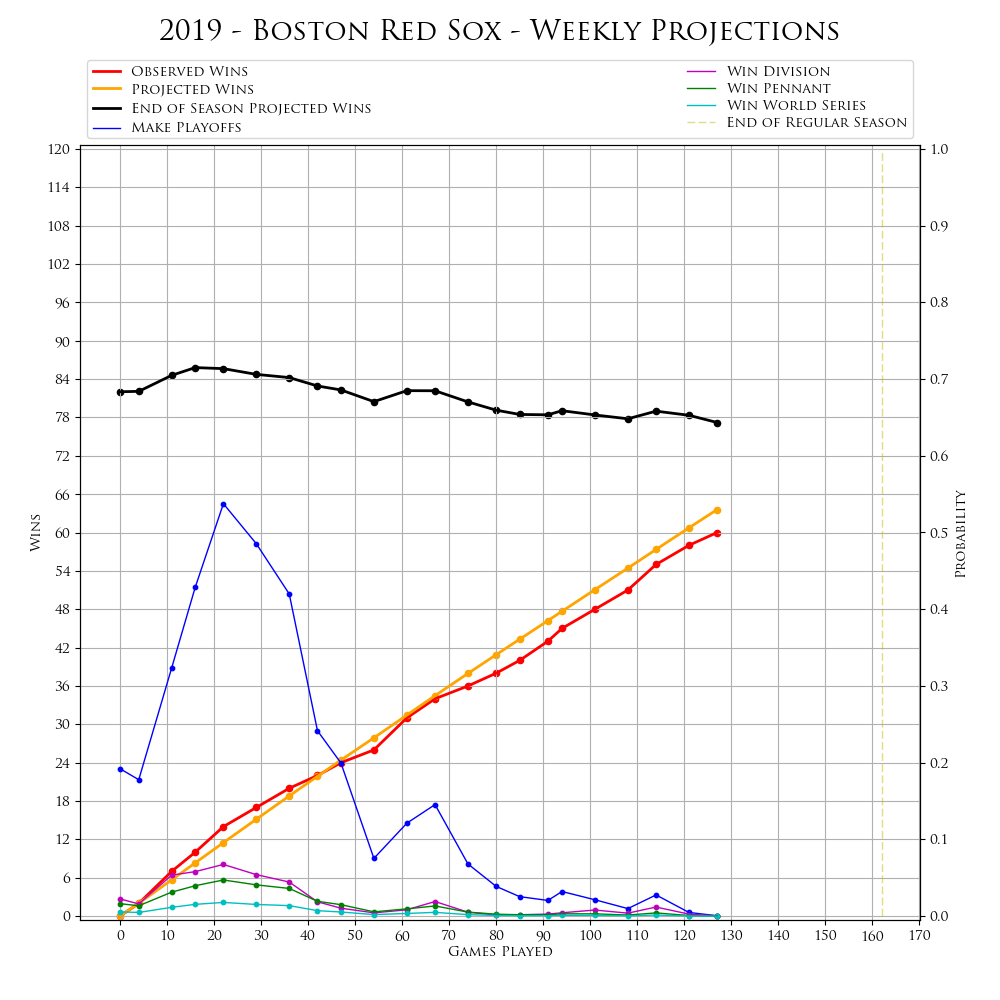 2019 - Boston Red Sox - Weekly Projections
Observed Wins
Projected Wins
End of Season Projected Wins
Make Playoffs
Win Division
Win Pennant
Win World Series
End of Regular Season
120
114
108
102
96
90
84
78
72
66
60
54
48
42
36
30
24
18
12
6
0
Wins
1.0
0.9
0.8
0.7
0.6
0.5
0.4
0.3
0.2
0.1
0.0
Probability
0 10 20 30 40 50 60 70 80 90 100 110 120 130 140 150 160 170
Games Played